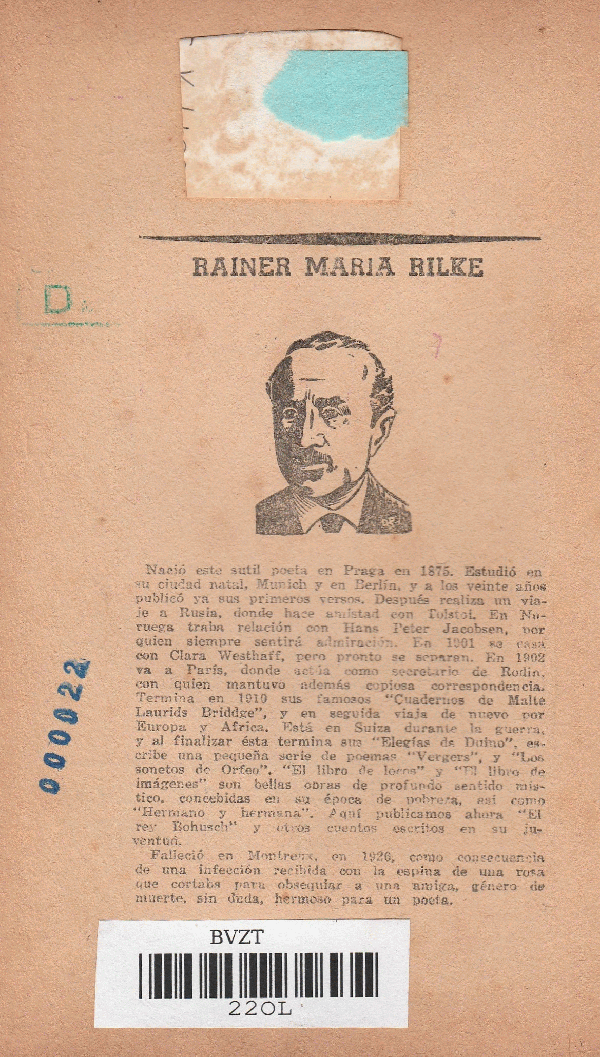 RAINER MARIA RILKE
D
Nació este sutil poeta en Praga en 1875. Estudió en
su ciudad natal, Munich y en Berlín, y a los veinte años
publicó ya sus primeros versos. Después realiza un via-
je a Rusia, donde hace amistad con Tolstoi. En No-
ruega traba relación con Hans Peter Jacobsen, por
quien siempre sentirá admiración. En 1901 se casa
con Clara Westhaff, pero pronto se separan. En 1902
va a París, donde actúa como secretario de Rodin,
con quien mantuvo además copiosa correspondencia.
Termina en 1910 sus famosos "Cuadernos de Malte
Laurids Briddge", y en seguida viaja de nuevo por
Europa y Africa. Está en Suiza durante la guerra,
y al finalizar ésta termina sus "Elegías de Duino", es-
cribe una pequeña serie de poemas "Vergers", y "Los
sonetos de Orfeo". "El libro de horas" y "El libro de
imágenes" son bellas obras de profundo sentido mís-
tico, concebidas en su época de pobreza, así como
"Hermano y hermana". Aquí publicamos ahora "El
rey Bohusch" y otros cuentos escritos en su ju-
ventud.
Falleció en Montreux, en 1926, como consecuencia
de una infección recibida con la espina de una rosa
que cortaba para obsequiar a una amiga, género de
muerte, sin duda, hermoso para un poeta.
000022
BVZT
22OL